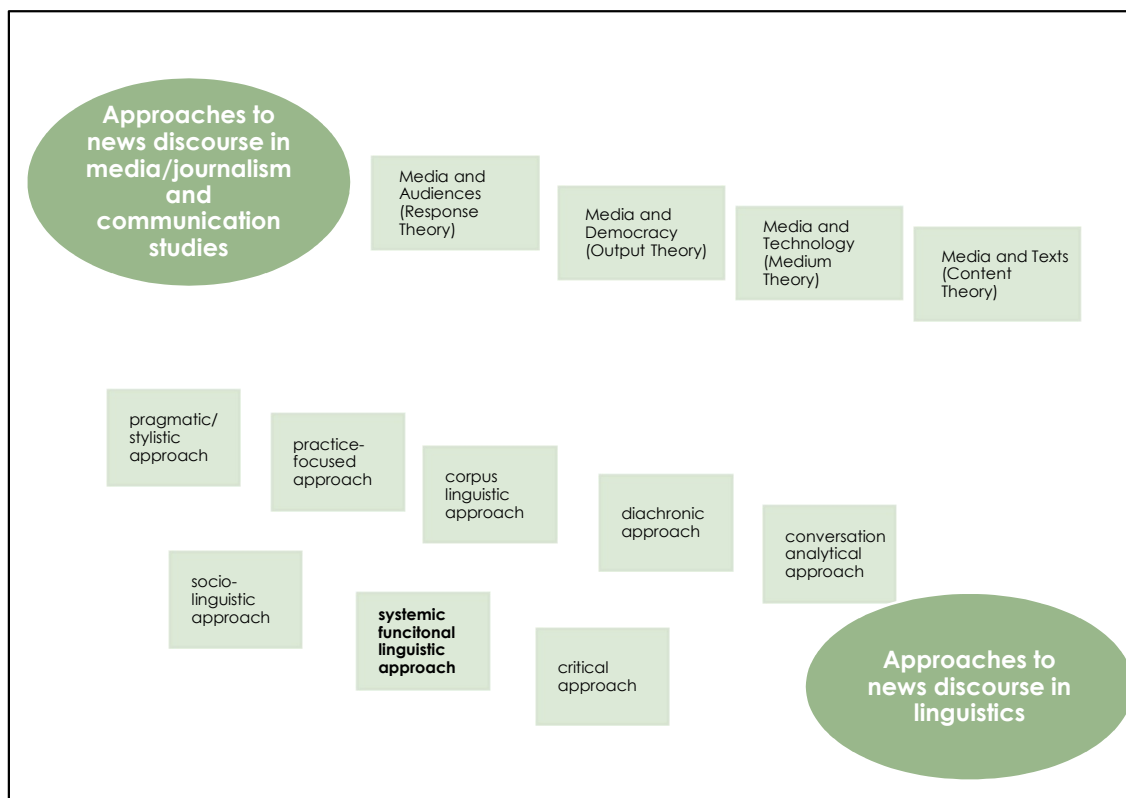 Approaches to
news discourse in
media/journalism
and
communication
studies
Media and
Audiences
(Response
Theory)
Media and
Democracy
(Output Theory)
Media and
Technology
(Medium
Theory)
Media and Texts
(Content
Theory)
pragmatic/
stylistic
approach
practice-
focused
approach
corpus
linguistic
approach
diachronic
approach
conversation
analytical
approach
socio-
linguistic
approach
systemic
funcitonal
linguistic
approach
critical
approach
Approaches to
news discourse in
linguistics